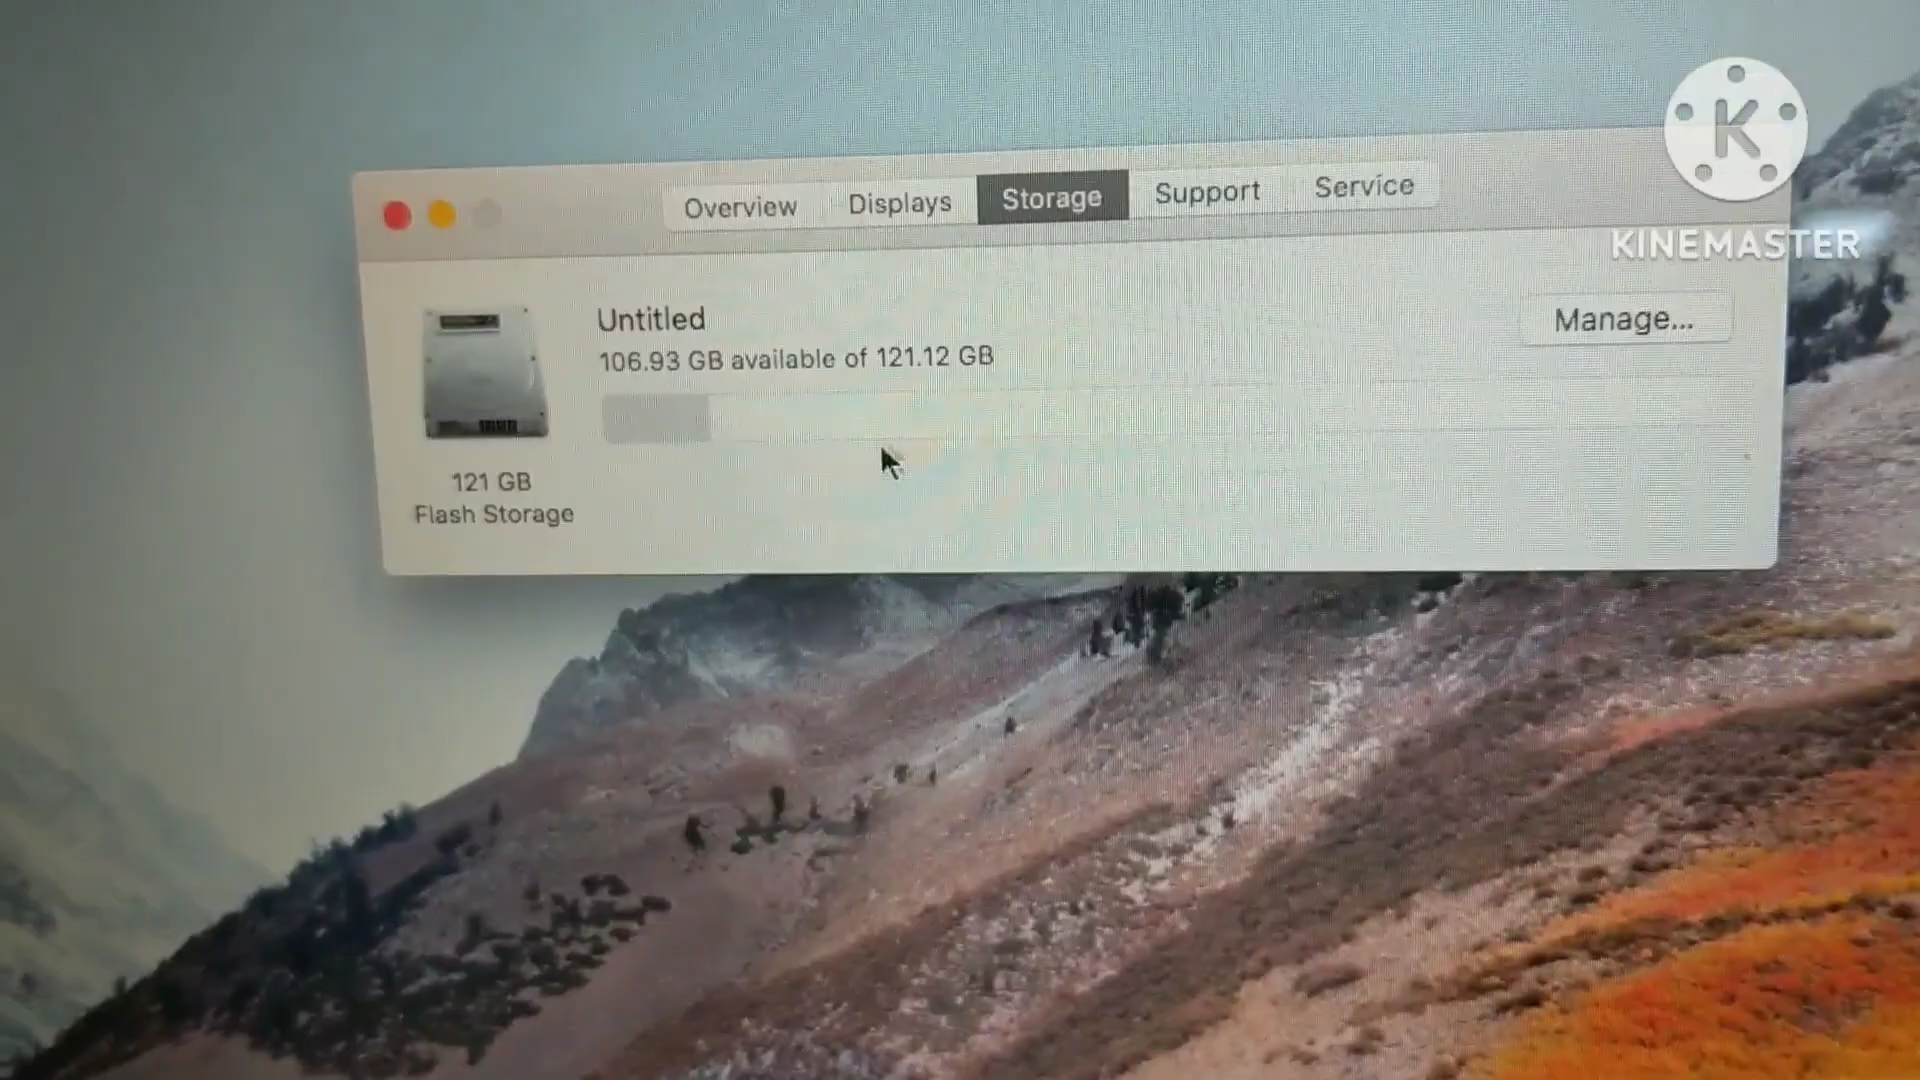 Overview Displays Storage Support Service
K
KINEMASTER
Untitled
Manage...
106.93 GB available of 121.12 GB
121 GB
Flash Storage